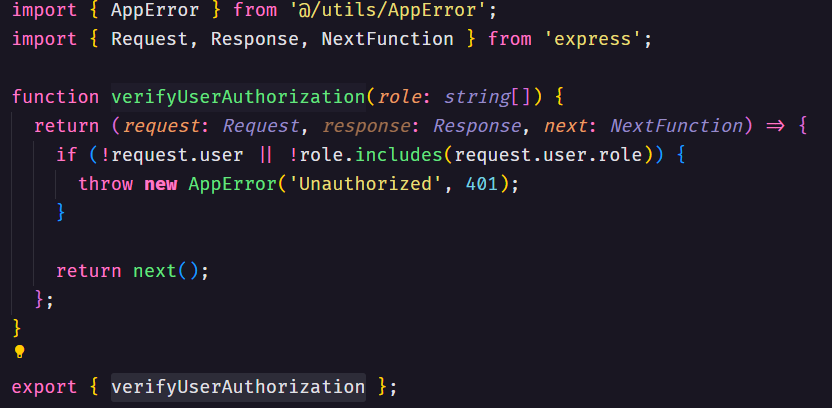 import { AppError } from '@/utils/AppError';
import { Request, Response, NextFunction } from 'express';
function verifyUserAuthorization(role: string[]) {
return (request: Request, response: Response, next: NextFunction) => {
if (!request.user || !role.includes(request.user.role)) {
throw new AppError('Unauthorized', 401);
}
return next();
};
}
export { verifyUserAuthorization };